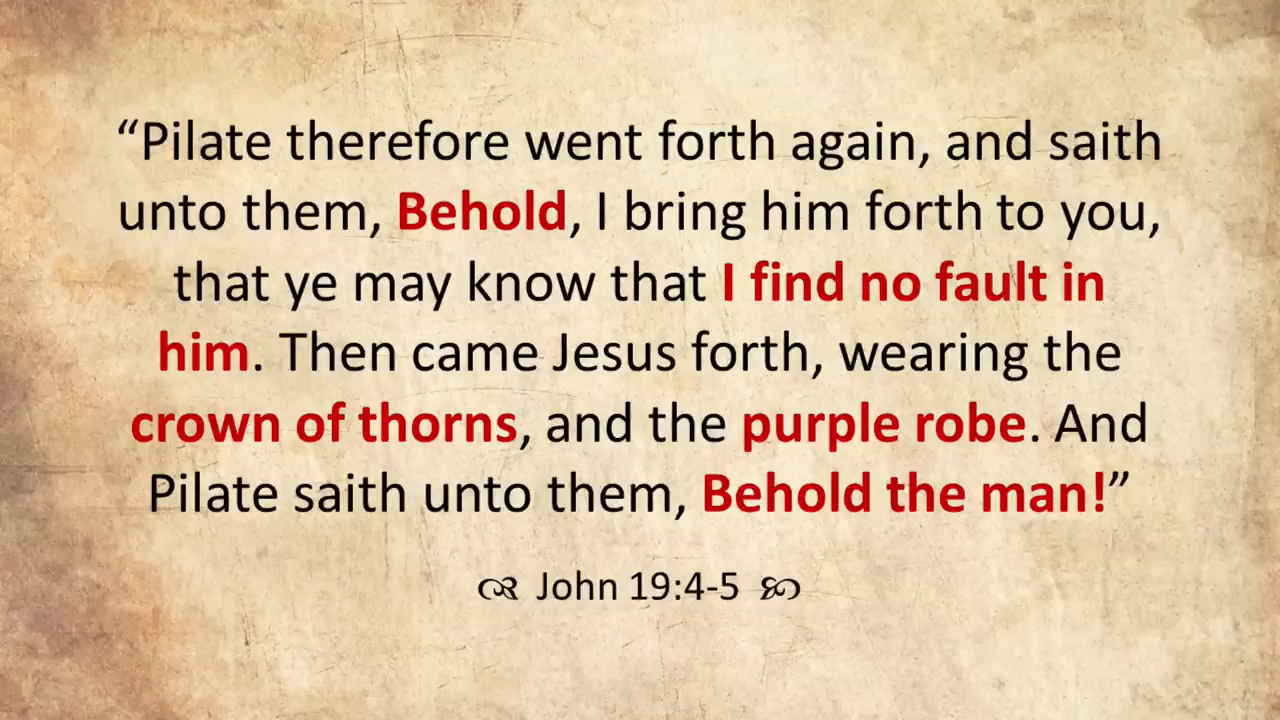 “Pilate therefore went forth again, and saith
unto them, Behold, I bring him forth to you,
that ye may know that I find no fault in
him. Then came Jesus forth, wearing the
crown of thorns, and the purple robe. And
Pilate saith unto them, Behold the man!”
John 19:4-5